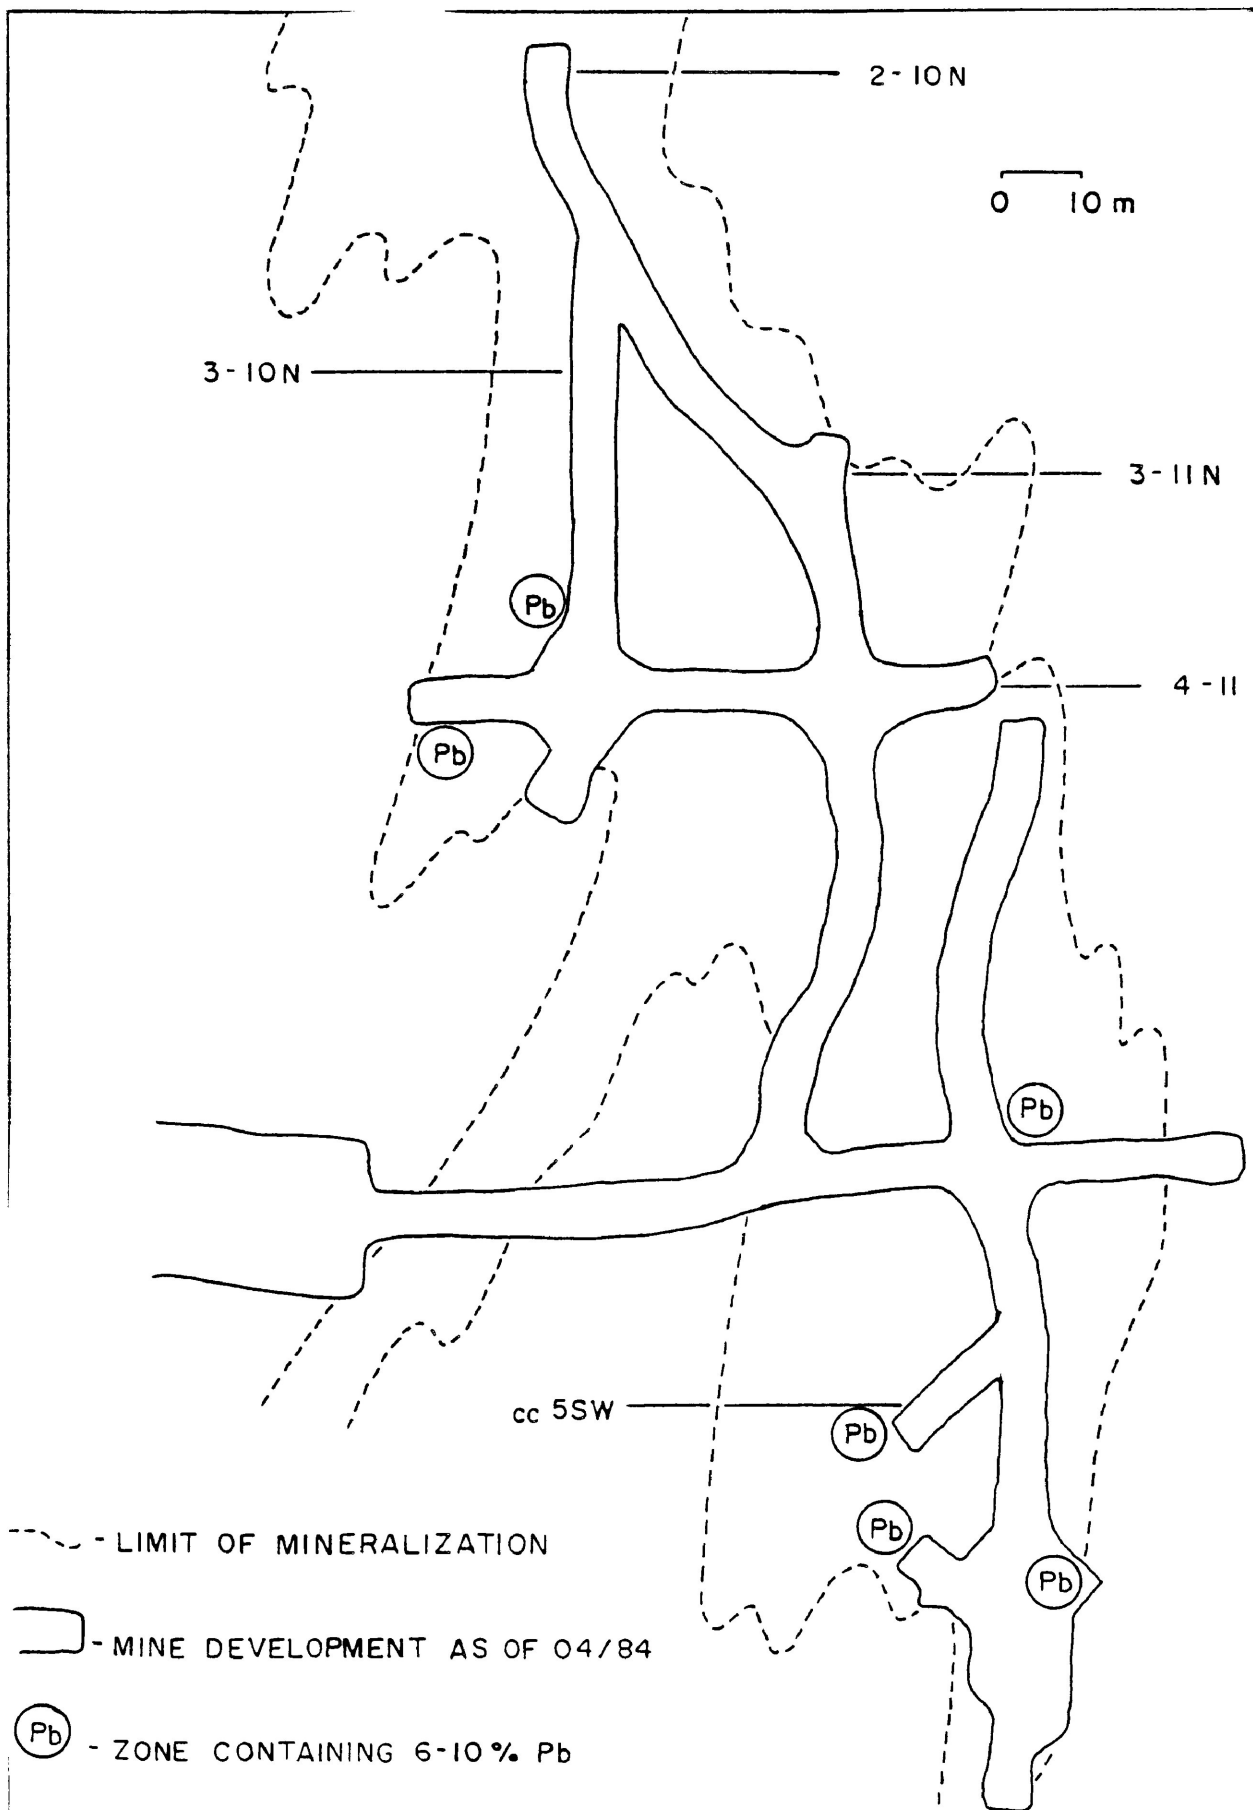 2-10N
0 10 m
3-10N
3-11N
Pb
4-11
Pb
Pb
cc 5SW
Pb
Pb
Pb
- LIMIT OF MINERALIZATION
- MINE DEVELOPMENT AS OF 04/84
Pb - ZONE CONTAINING 6-10% Pb